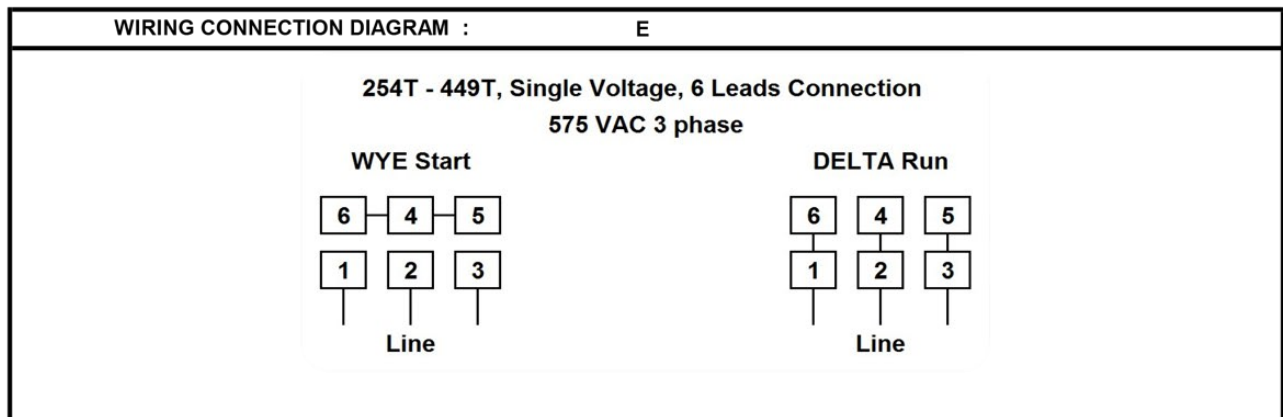 WIRING CONNECTION DIAGRAM : E
254T - 449T, Single Voltage, 6 Leads Connection
575 VAC 3 phase
WYE Start
6 4 5
1 2 3
Line
DELTA Run
6 4 5
1 2 3
Line